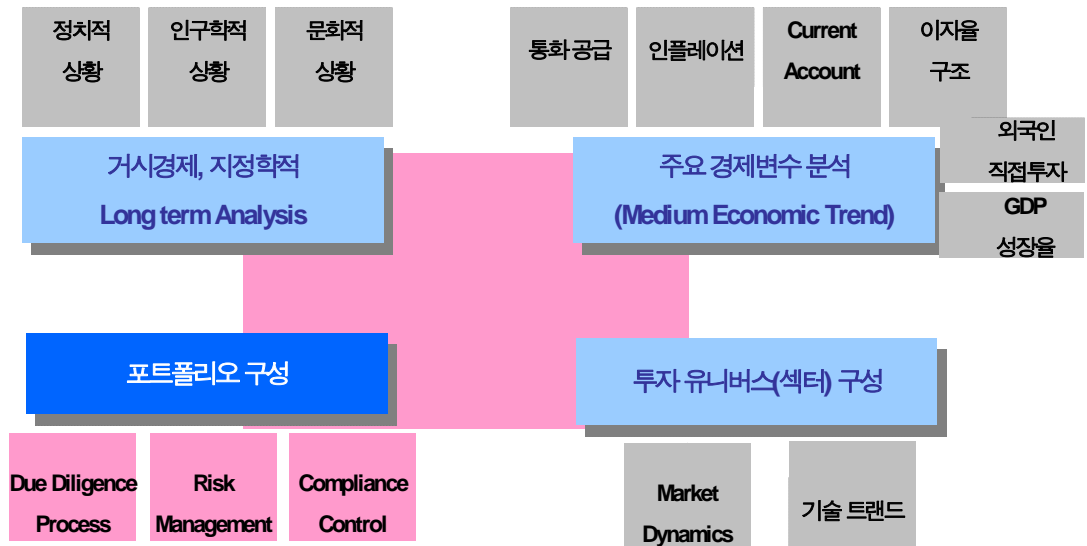 정치적
상황
인구학적
상황
문화적
상황
통화 공급
인플레이션
Current
Account
이자율
구조
외국인
직접투자
GDP
성장율
거시경제, 지정학적
Long term Analysis
주요 경제변수 분석
(Medium Economic Trend)
포트폴리오 구성
투자 유니버스(섹터) 구성
Due Diligence
Process
Risk
Management
Compliance
Control
Market
Dynamics
기술 트랜드